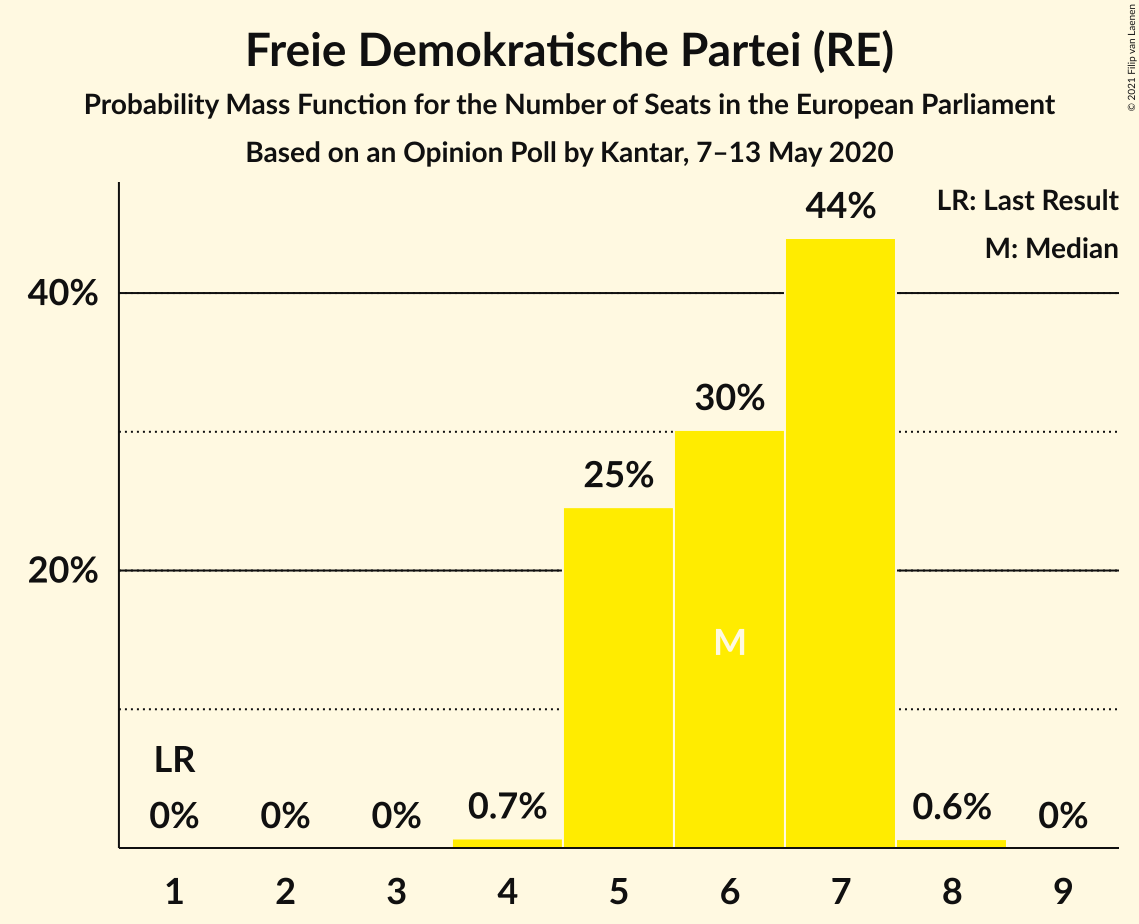 Freie Demokratische Partei (RE)
Probability Mass Function for the Number of Seats in the European Parliament
Based on an Opinion Poll by Kantar, 7–13 May 2020
© 2021 Filip van Laenen
LR: Last Result
M: Median
44%
40%
30%
25%
20%
M
LR
0%
0%
0%
0.7%
0.6%
0%
1 2 3 4 5 6 7 8 9